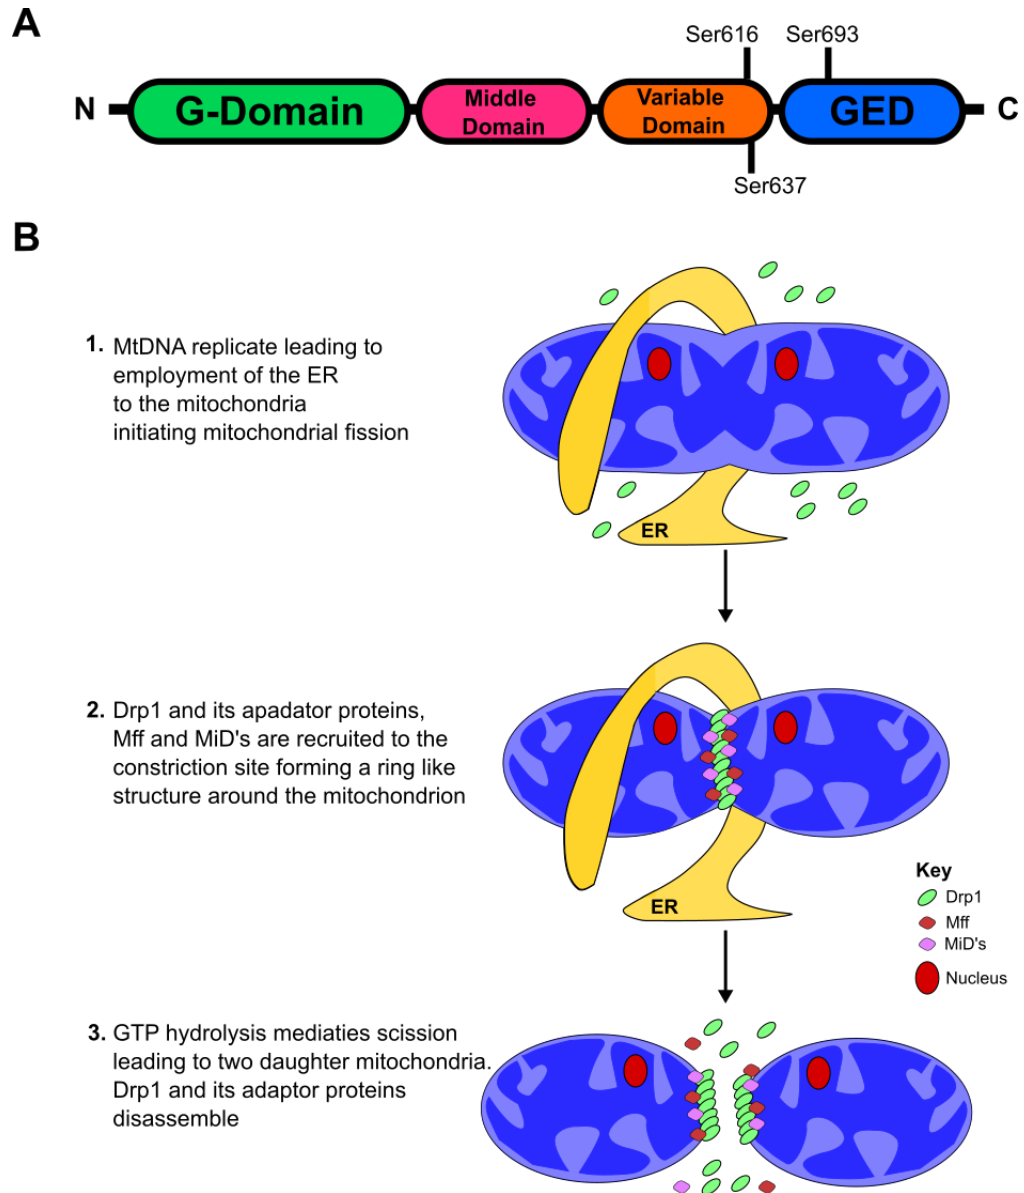 A
Ser616 Ser693
N G-Domain Middle Domain Variable Domain GED C
Ser637
B
1. MtDNA replicate leading to
employment of the ER
to the mitochondria
initiating mitochondrial fission
ER
2. Drp1 and its apadator proteins,
Mff and MiD's are recruited to the
constriction site forming a ring like
structure around the mitochondrion
ER
Key
Drp1
Mff
MiD's
Nucleus
3. GTP hydrolysis mediaties scission
leading to two daughter mitochondria.
Drp1 and its adaptor proteins
disassemble